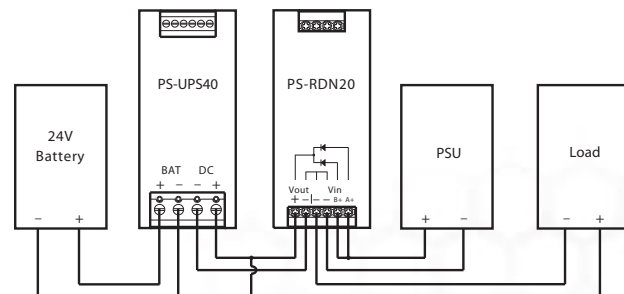 PS-UPS40
PS-RDN20
24V
Battery
PSU
Load
BAT DC
+ − − +
Vout Vin
+ − − − B+ A+
− +
+ −
− +